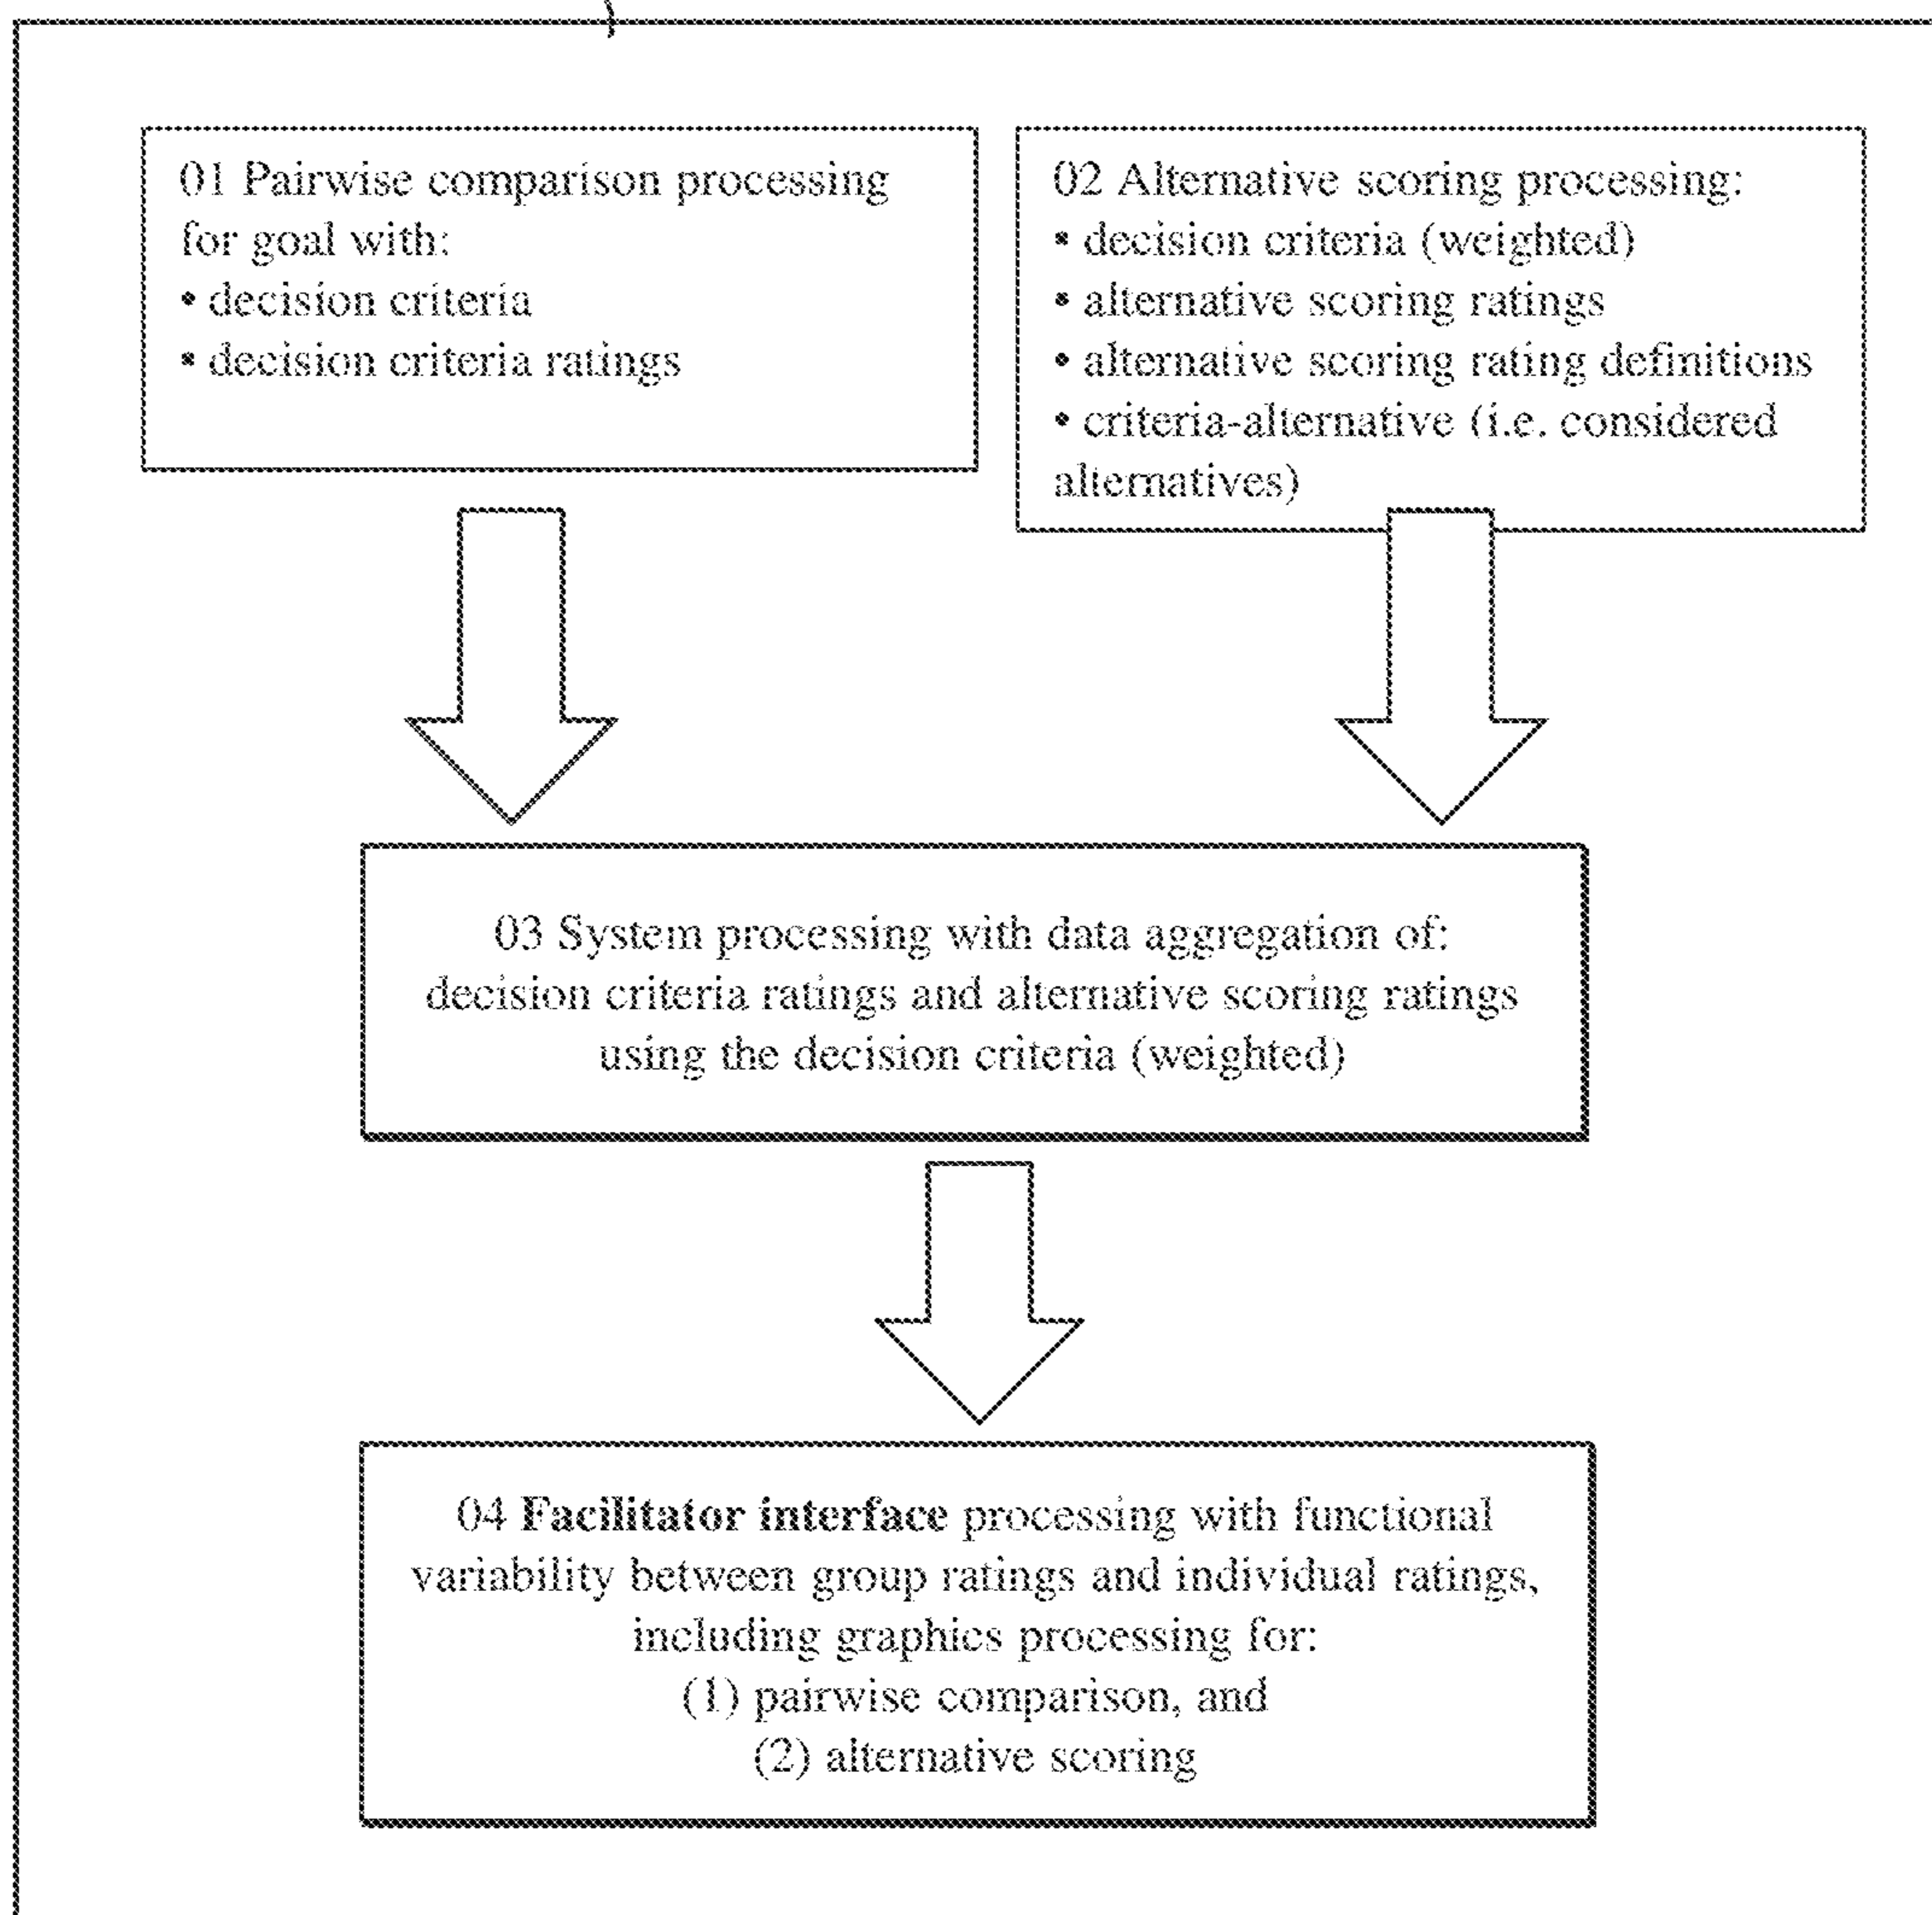 01 Pairwise comparison processing
for goal with:
• decision criteria
• decision criteria ratings
02 Alternative scoring processing:
• decision criteria (weighted)
• alternative scoring ratings
• alternative scoring rating definitions
• criteria-alternative (i.e. considered
alternatives)
03 System processing with data aggregation of:
decision criteria ratings and alternative scoring ratings
using the decision criteria (weighted)
04 Facilitator interface processing with functional
variability between group ratings and individual ratings,
including graphics processing for:
(1) pairwise comparison, and
(2) alternative scoring